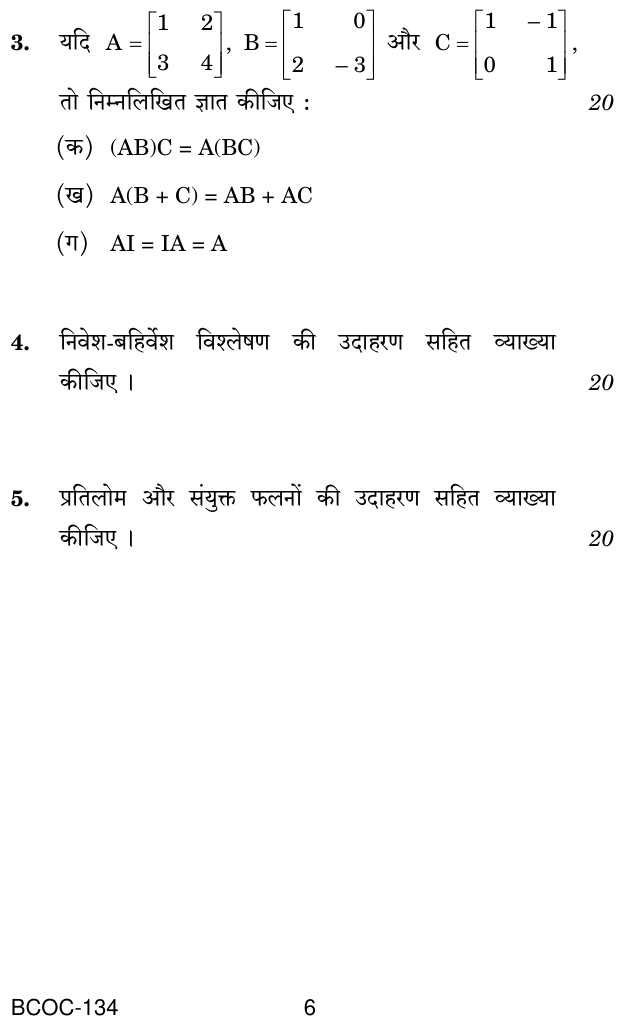 3. यदि A = [1 2; 3 4], B = [1 0; 2 – 3] और C = [1 – 1; 0 1],
तो निम्नलिखित ज्ञात कीजिए : 20
(क) (AB)C = A(BC)
(ख) A(B + C) = AB + AC
(ग) AI = IA = A
4. निवेश-बहिर्वेश विश्लेषण की उदाहरण सहित व्याख्या
कीजिए । 20
5. प्रतिलोम और संयुक्त फलनों की उदाहरण सहित व्याख्या
कीजिए । 20
BCOC-134 6